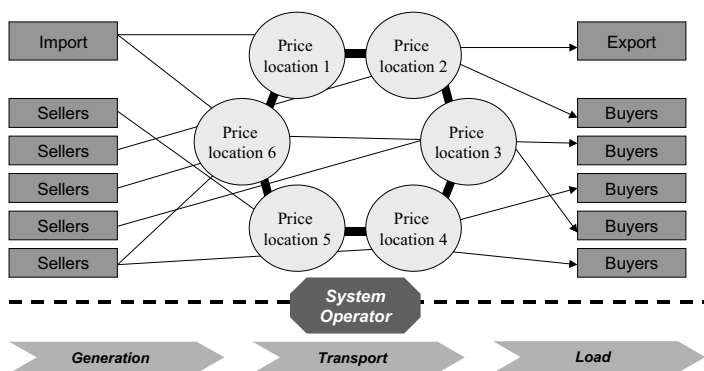 Import
Price
location 1
Price
location 2
Export
Sellers
Buyers
Sellers
Price
location 6
Price
location 3
Buyers
Sellers
Buyers
Sellers
Price
location 5
Price
location 4
Buyers
Sellers
Buyers
System
Operator
Generation
Transport
Load